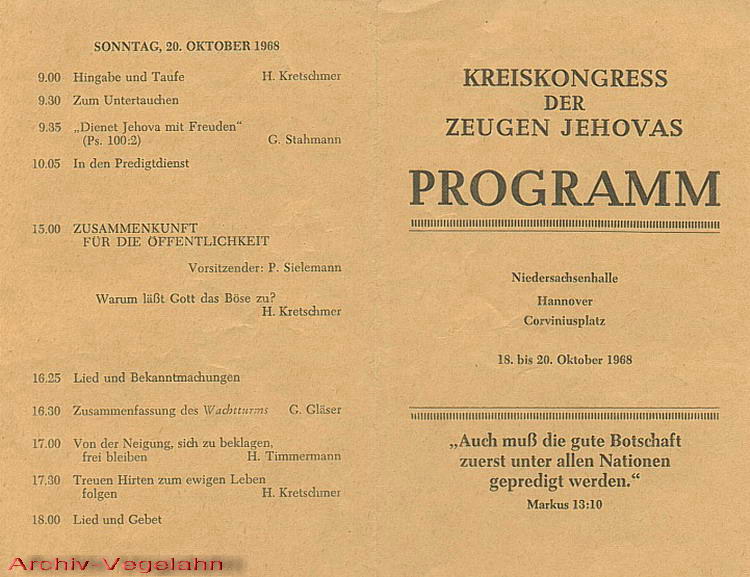 SONNTAG, 20. OKTOBER 1968
9.00 Hingabe und Taufe H. Kretschmer
9.30 Zum Untertauchen
9.35 „Dienet Jehova mit Freuden“
(Ps. 100:2) G. Stahmann
10.05 In den Predigtdienst
15.00 ZUSAMMENKUNFT
FÜR DIE ÖFFENTLICHKEIT
Vorsitzender: P. Sielemann
Warum läßt Gott das Böse zu?
H. Kretschmer
16.25 Lied und Bekanntmachungen
16.30 Zusammenfassung des Wachtturms G. Gläser
17.00 Von der Neigung, sich zu beklagen,
frei bleiben H. Timmermann
17.30 Treuen Hirten zum ewigen Leben
folgen H. Kretschmer
18.00 Lied und Gebet
KREISKONGRESS
DER
ZEUGEN JEHOVAS
PROGRAMM
Niedersachsenhalle
Hannover
Corviniusplatz
18. bis 20. Oktober 1968
„Auch muß die gute Botschaft
zuerst unter allen Nationen
gepredigt werden.“
Markus 13:10
Archiv-Vegelahn